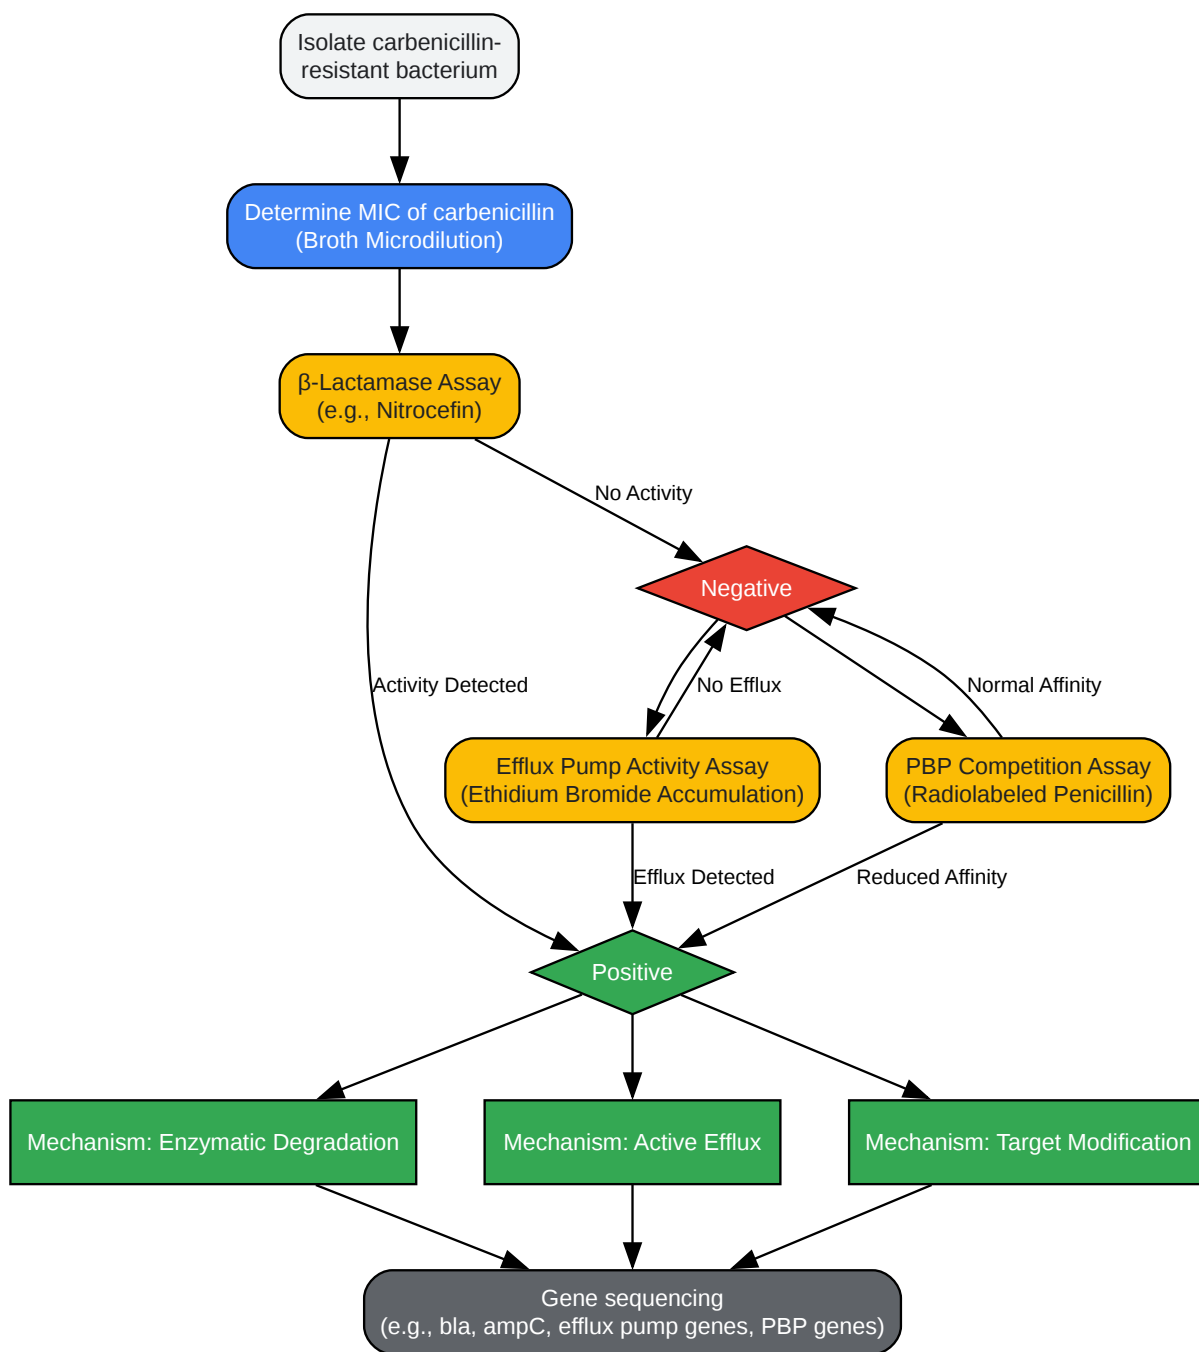 Isolate carbenicillin-
resistant bacterium
Determine MIC of carbenicillin
(Broth Microdilution)
β-Lactamase Assay
(e.g., Nitrocefin)
No Activity
Negative
Activity Detected
No Efflux
Normal Affinity
Efflux Pump Activity Assay
(Ethidium Bromide Accumulation)
PBP Competition Assay
(Radiolabeled Penicillin)
Efflux Detected
Reduced Affinity
Positive
Mechanism: Enzymatic Degradation
Mechanism: Active Efflux
Mechanism: Target Modification
Gene sequencing
(e.g., bla, ampC, efflux pump genes, PBP genes)